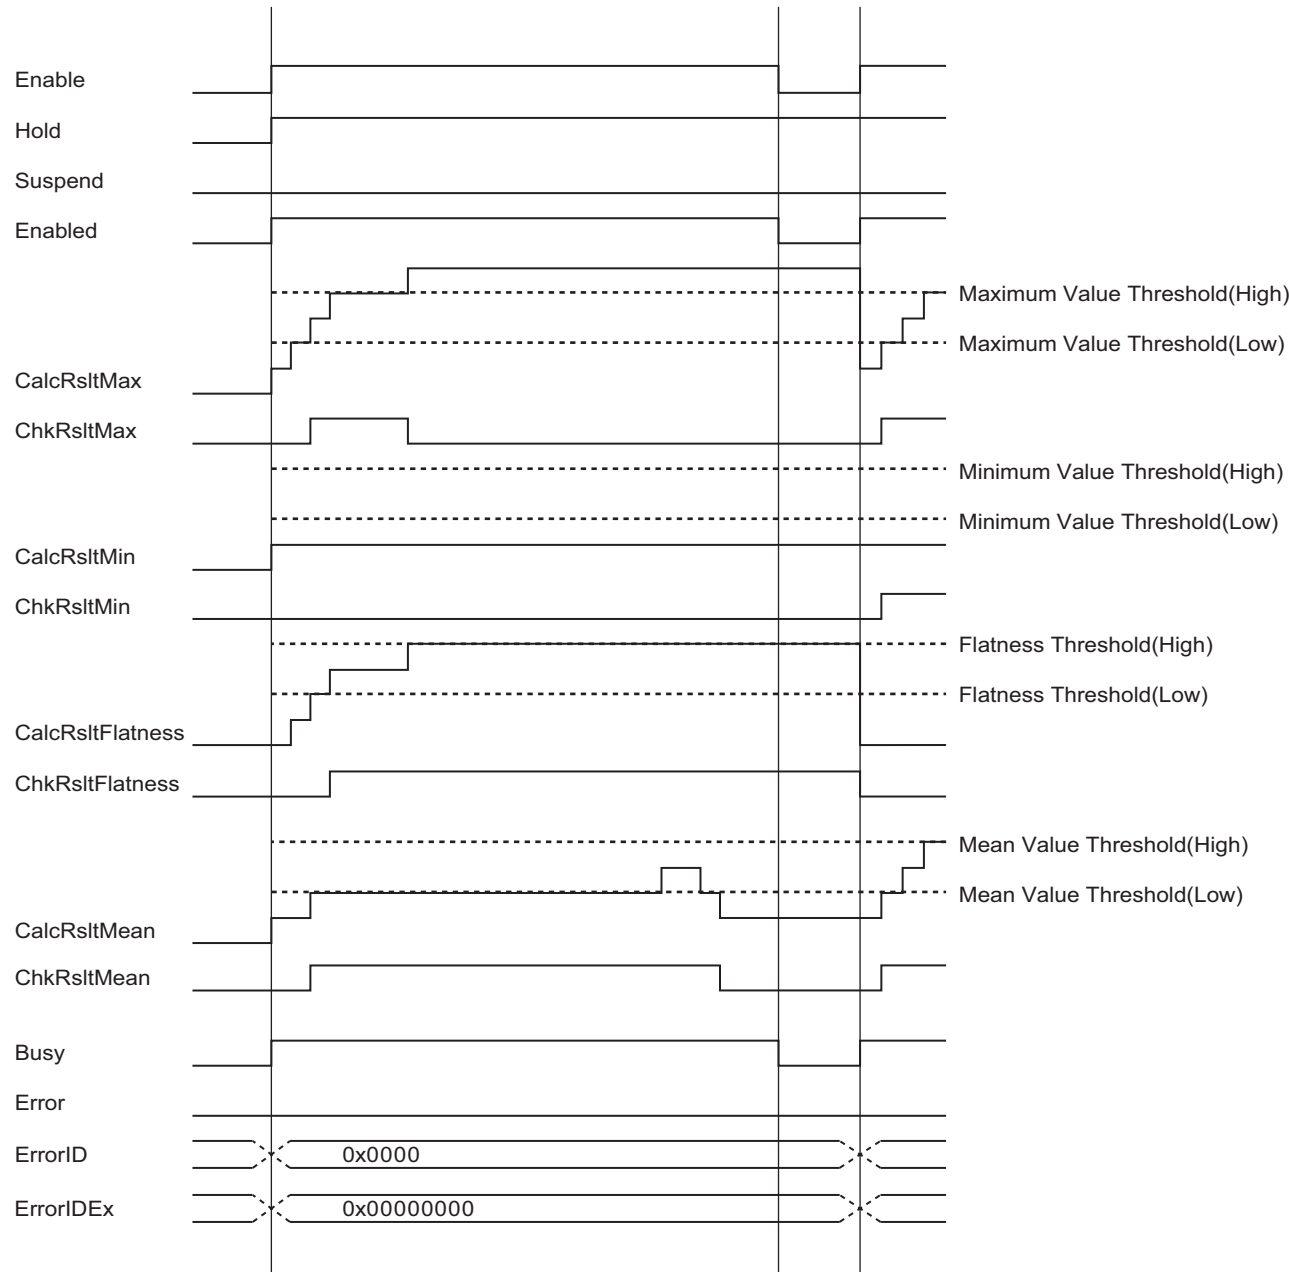 Enable
Hold
Suspend
Enabled
Maximum Value Threshold(High)
Maximum Value Threshold(Low)
CalcRsltMax
ChkRsltMax
Minimum Value Threshold(High)
Minimum Value Threshold(Low)
CalcRsltMin
ChkRsltMin
Flatness Threshold(High)
Flatness Threshold(Low)
CalcRsltFlatness
ChkRsltFlatness
Mean Value Threshold(High)
Mean Value Threshold(Low)
CalcRsltMean
ChkRsltMean
Busy
Error
ErrorID 0x0000
ErrorIDEx 0x00000000